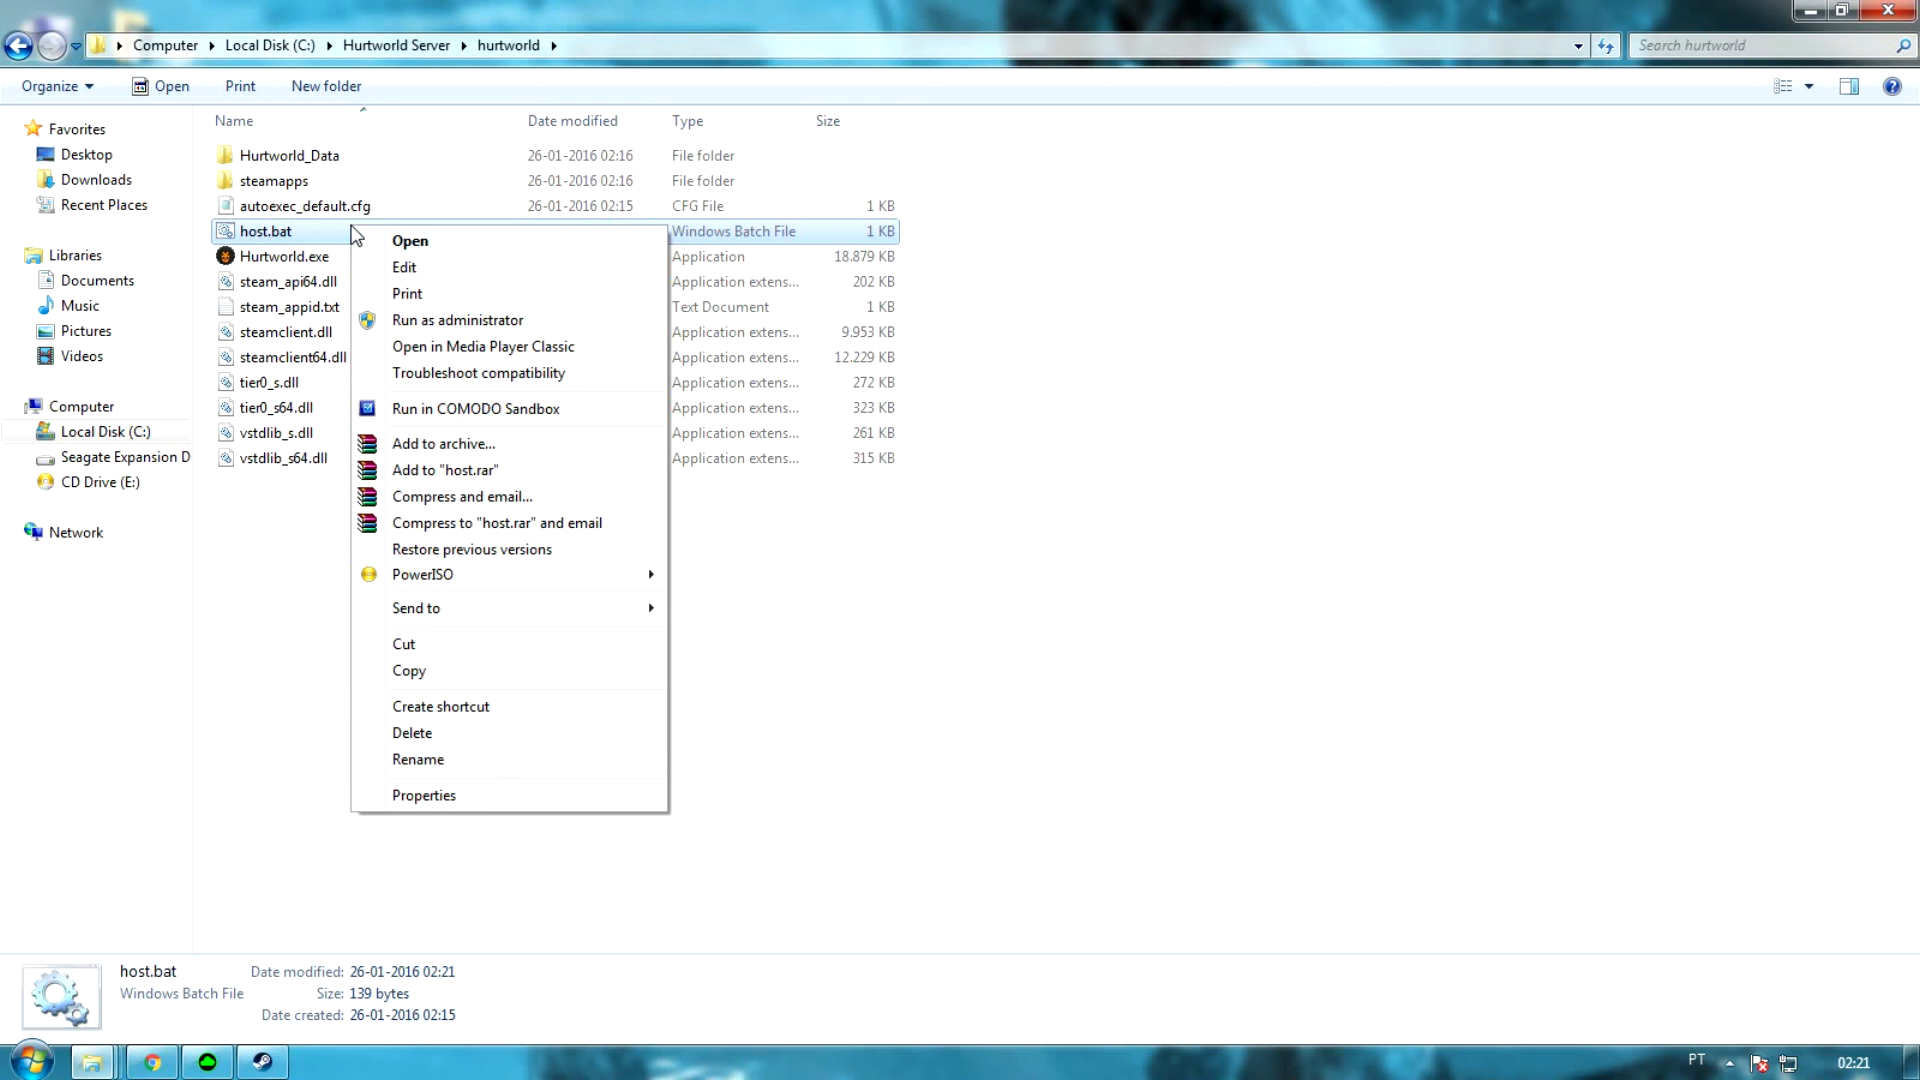 Computer Local Disk (C:) Hurtworld Server hurtworld Search hurtworld
Organize Open Print New folder
Name Date modified Type Size
Favorites
Desktop
Downloads
Recent Places
Libraries
Documents
Music
Pictures
Videos
Computer
Local Disk (C:)
Seagate Expansion D
CD Drive (E:)
Network
Hurtworld_Data 26-01-2016 02:16 File folder
steamapps 26-01-2016 02:16 File folder
autoexec_default.cfg 26-01-2016 02:15 CFG File 1 KB
host.bat Windows Batch File 1 KB
Hurtworld.exe Application 18.879 KB
steam_api64.dll Application extens... 202 KB
steam_appid.txt Text Document 1 KB
steamclient.dll Application extens... 9.953 KB
steamclient64.dll Application extens... 12.229 KB
tier0_s.dll Application extens... 272 KB
tier0_s64.dll Application extens... 323 KB
vstdlib_s.dll Application extens... 261 KB
vstdlib_s64.dll Application extens... 315 KB
Open
Edit
Print
Run as administrator
Open in Media Player Classic
Troubleshoot compatibility
Run in COMODO Sandbox
Add to archive...
Add to "host.rar"
Compress and email...
Compress to "host.rar" and email
Restore previous versions
PowerISO
Send to
Cut
Copy
Create shortcut
Delete
Rename
Properties
host.bat Date modified: 26-01-2016 02:21
Windows Batch File Size: 139 bytes
Date created: 26-01-2016 02:15
PT 02:21